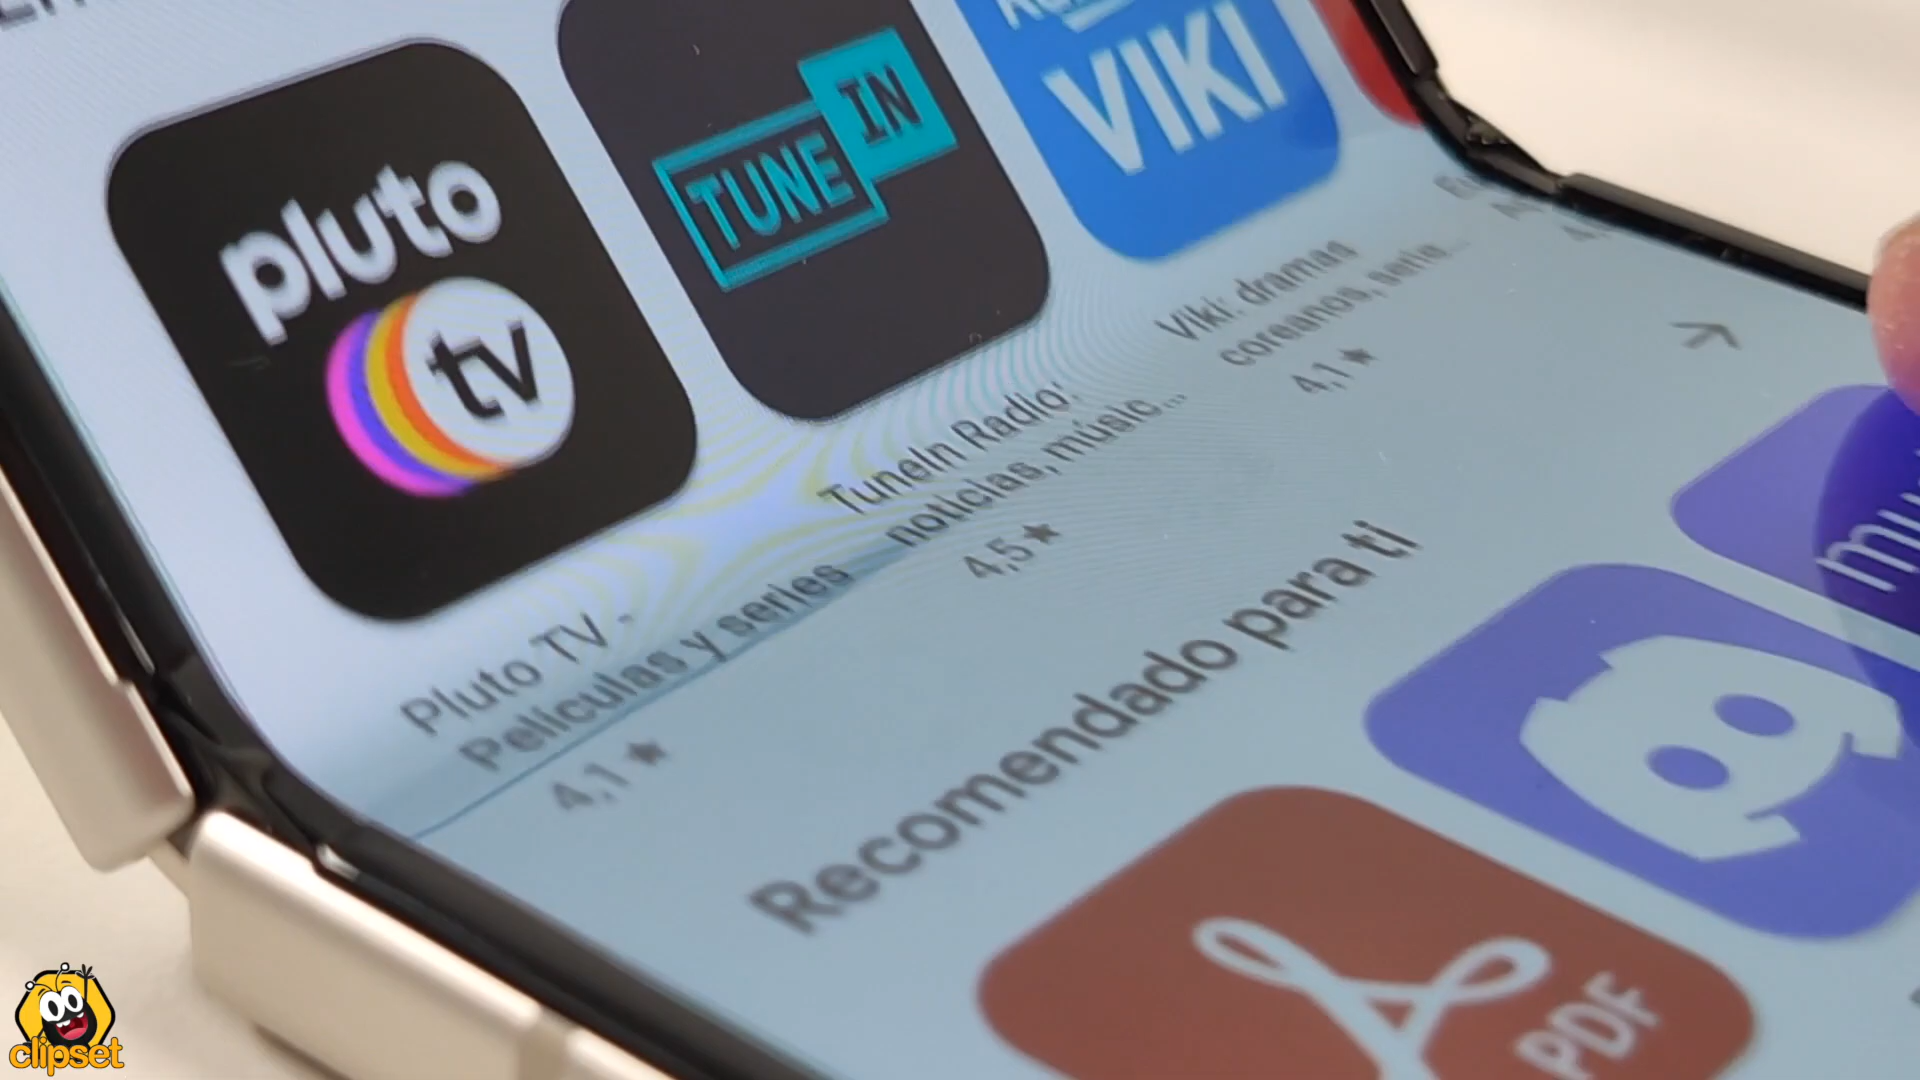 pluto
tv
TUNE
IN
VIKI
Pluto TV -
Películas y series
4,1 ★
TuneIn Radio:
noticias, músic...
4,5 ★
Viki: dramas
coreanos, serie...
4,1 ★
Recomendado para ti
PDF
clipset